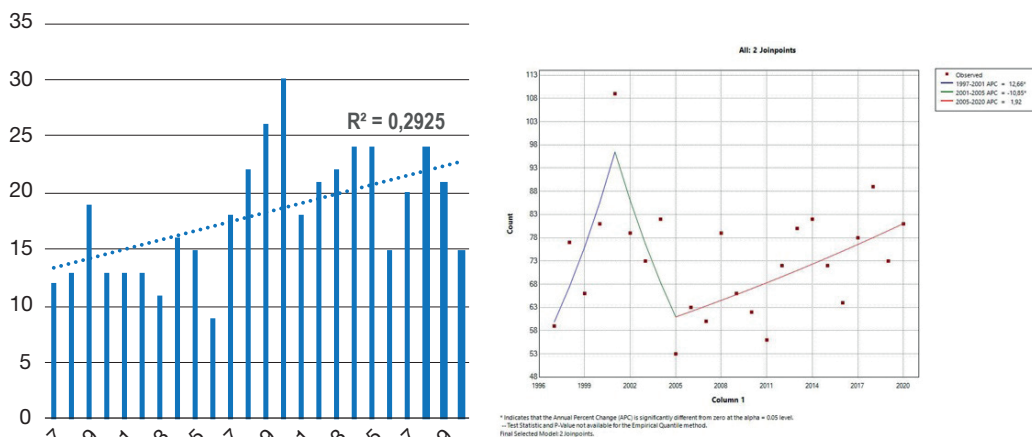 35
30
25
20
15
10
5
0
R² = 0,2925
All: 2 Joinpoints
113
108
103
98
93
88
83
78
73
68
63
58
53
48
Count
1996
1999
2002
2005
2008
2011
2014
2017
2020
Column 1
Observed
1997-2001 APC = 12,66*
2001-2005 APC = -10,85*
2005-2020 APC = 1,92
* Indicates that the Annual Percent Change (APC) is significantly different from zero at the alpha = 0.05 level.
-- Test Statistic and P-Value not available for the Empirical Quantile method.
Final Selected Model: 2 Joinpoints.